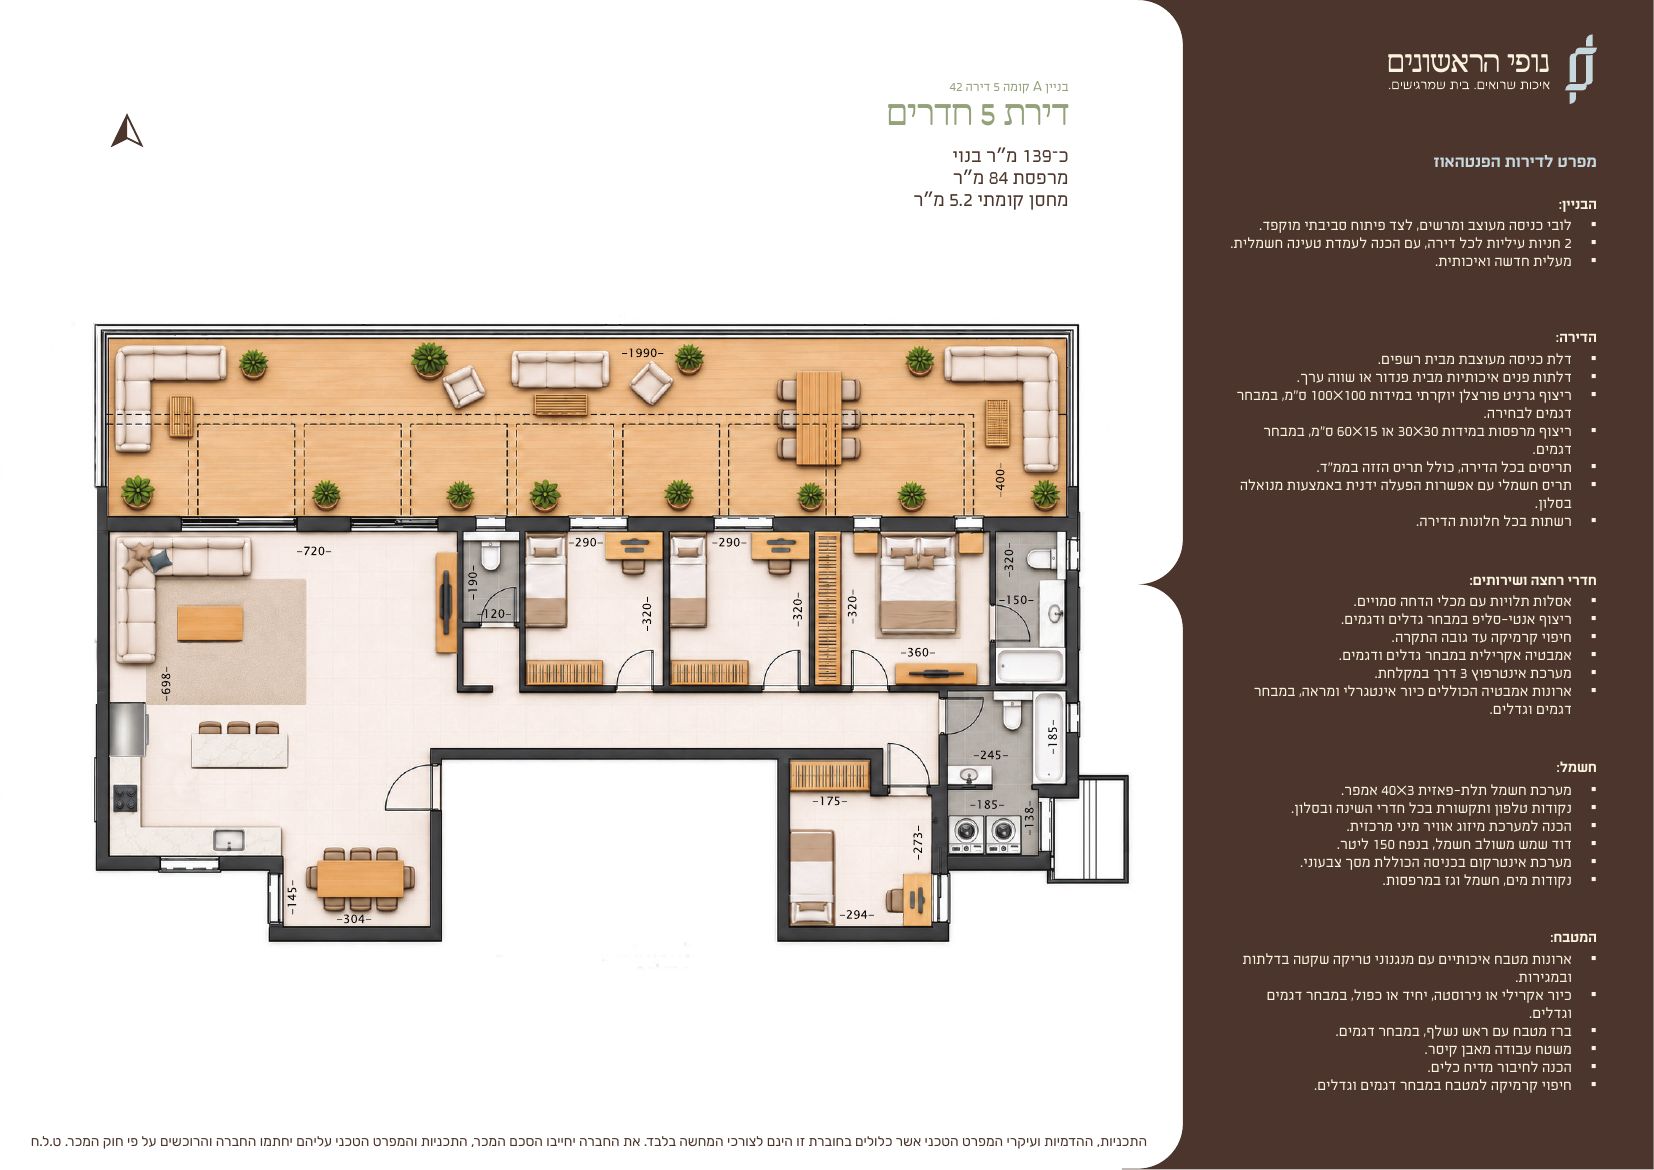 נופי הראשונים
איכות שרואים. בית שמרגישים.
מפרט לדירות הפנטהאוז
הבניין:
▪ לובי כניסה מעוצב ומרשים, לצד פיתוח סביבתי מוקפד.
▪ 2 חניות עיליות לכל דירה, עם הכנה לעמדת טעינה חשמלית.
▪ מעלית חדשה ואיכותית.
הדירה:
▪ דלת כניסה מעוצבת מבית רשפים.
▪ דלתות פנים איכותיות מבית פנדור או שווה ערך.
▪ ריצוף גרניט פורצלן יוקרתי במידות 100X100 ס"מ, במבחר
דגמים לבחירה.
▪ ריצוף מרפסות במידות 30X30 או 60X15 ס"מ, במבחר
דגמים.
▪ תריסים בכל הדירה, כולל תריס הזזה בממ"ד.
▪ תריס חשמלי עם אפשרות הפעלה ידנית באמצעות מנואלה
בסלון.
▪ רשתות בכל חלונות הדירה.
חדרי רחצה ושירותים:
▪ אסלות תלויות עם מכלי הדחה סמויים.
▪ ריצוף אנטי-סליפ במבחר גדלים ודגמים.
▪ חיפוי קרמיקה עד גובה התקרה.
▪ אמבטיה אקרילית במבחר גדלים ודגמים.
▪ מערכת אינטרפוץ 3 דרך במקלחת.
▪ ארונות אמבטיה הכוללים כיור אינטגרלי ומראה, במבחר
דגמים וגדלים.
חשמל:
▪ מערכת חשמל תלת-פאזית 40X3 אמפר.
▪ נקודות טלפון ותקשורת בכל חדרי השינה ובסלון.
▪ הכנה למערכת מיזוג אוויר מיני מרכזית.
▪ דוד שמש משולב חשמל, בנפח 150 ליטר.
▪ מערכת אינטרקום בכניסה הכוללת מסך צבעוני.
▪ נקודות מים, חשמל וגז במרפסות.
המטבח:
▪ ארונות מטבח איכותיים עם מנגנוני טריקה שקטה בדלתות
ובמגירות.
▪ כיור אקרילי או נירוסטה, יחיד או כפול, במבחר דגמים
וגדלים.
▪ ברז מטבח עם ראש נשלף, במבחר דגמים.
▪ משטח עבודה מאבן קיסר.
▪ הכנה לחיבור מדיח כלים.
▪ חיפוי קרמיקה למטבח במבחר דגמים וגדלים.
בניין A קומה 5 דירה 42
דירת 5 חדרים
כ־139 מ״ר בנוי
מרפסת 84 מ״ר
מחסן קומתי 5.2 מ״ר
-1990-
-400-
-720-
-290-
-290-
-190-
-120-
-320-
-320-
-320-
-320-
-150-
-360-
-698-
-185-
-245-
-175-
-185-
-138-
-273-
-145-
-304-
-294-
התכניות, ההדמיות ועיקרי המפרט הטכני אשר כלולים בחוברת זו הינם לצורכי המחשה בלבד. את החברה יחייבו הסכם המכר, התכניות והמפרט הטכני עליהם יחתמו החברה והרוכשים על פי חוק המכר. ט.ל.ח